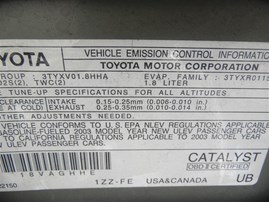 TOYOTA
VEHICLE EMISSION CONTROL INFORMATION
TOYOTA MOTOR CORPORATION
GROUP : 3TYXV01.8HHA
EVAP. FAMILY : 3TYXR0115
O2S(2), TWC(2)
1.8 LITER
TUNE-UP SPECIFICATIONS FOR ALL ALTITUDES
INTAKE 0.15-0.25mm (0.006-0.010 in.)
AT COLD) EXHAUST 0.25-0.35mm (0.010-0.014 in.)
OTHER ADJUSTMENTS NEEDED.
VEHICLE CONFORMS TO U.S. EPA NLEV REGULATIONS APPLICABLE
GASOLINE-FUELED 2003 MODEL YEAR NEW ULEV PASSENGER CARS
TO CALIFORNIA REGULATIONS APPLICABLE TO 2003 MODEL
NEW ULEV PASSENGER CARS
CATALYST
OBD II CERTIFIED
18VAGHHE
1ZZ-FE
USA&CANADA
UB